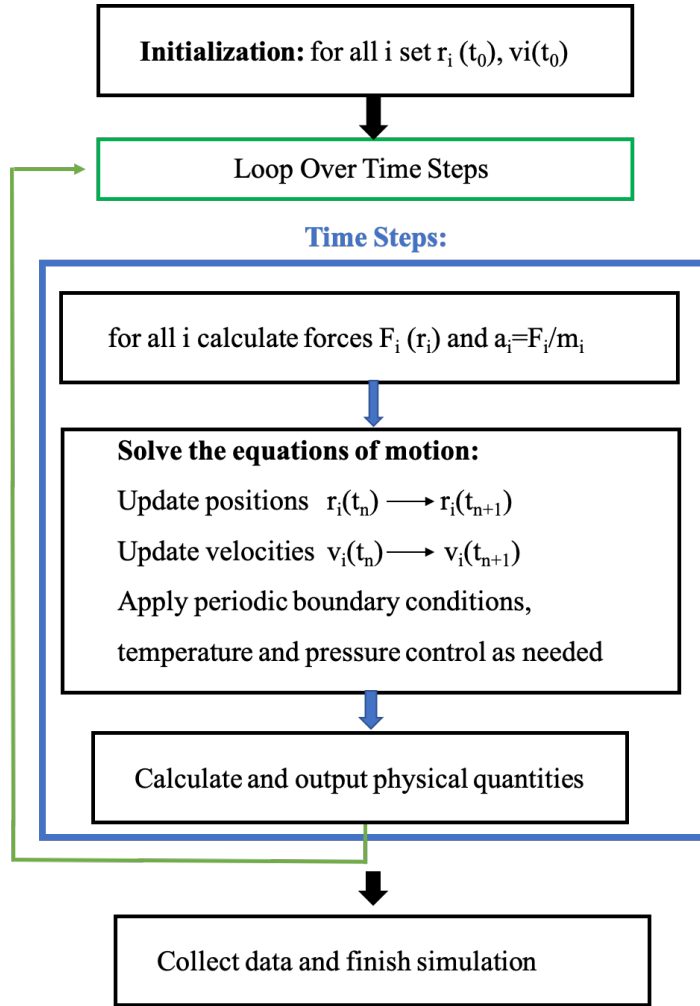 Initialization: for all i set rᵢ (t₀), vi(t₀)
Loop Over Time Steps
Time Steps:
for all i calculate forces Fᵢ (rᵢ) and aᵢ=Fᵢ/mᵢ
Solve the equations of motion:
Update positions rᵢ(tₙ) ⟶ rᵢ(tₙ₊₁)
Update velocities vᵢ(tₙ) ⟶ vᵢ(tₙ₊₁)
Apply periodic boundary conditions,
temperature and pressure control as needed
Calculate and output physical quantities
Collect data and finish simulation